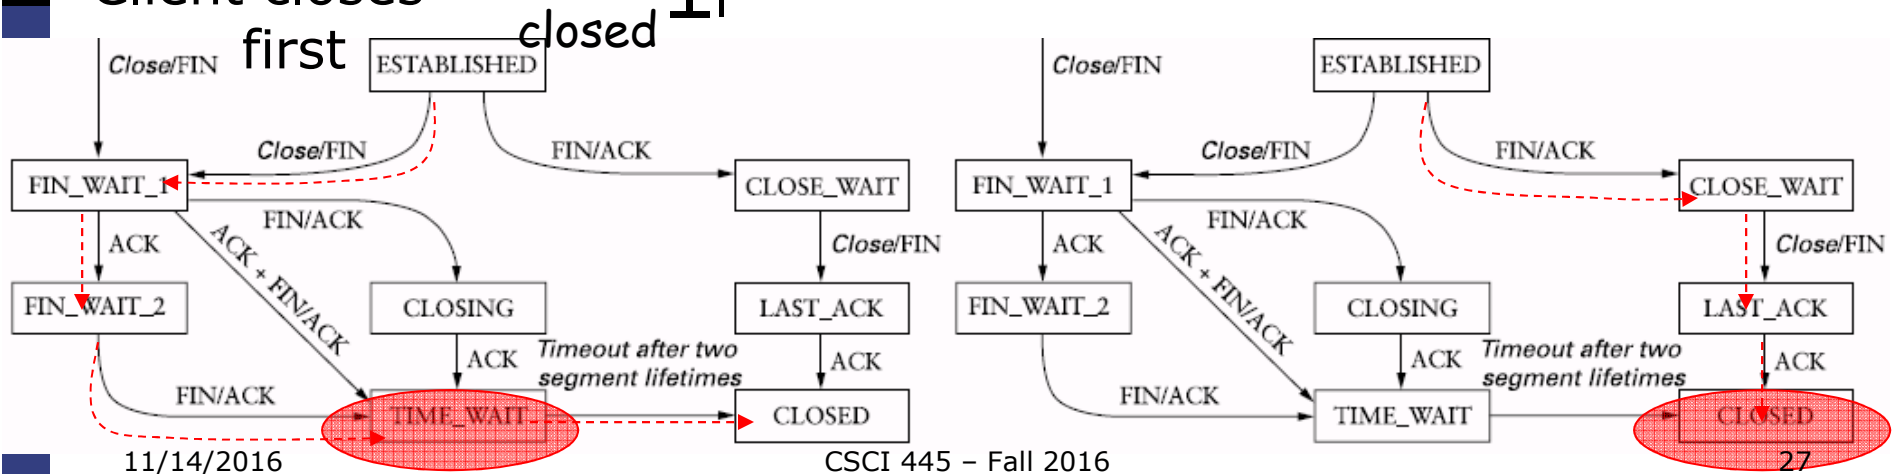 Client closes
first
closed
Close/FIN
ESTABLISHED
Close/FIN
FIN/ACK
FIN_WAIT_1
CLOSE_WAIT
FIN/ACK
ACK
ACK + FIN/ACK
Close/FIN
FIN_WAIT_2
CLOSING
LAST_ACK
ACK
Timeout after two
segment lifetimes
ACK
FIN/ACK
TIME_WAIT
CLOSED
Close/FIN
ESTABLISHED
Close/FIN
FIN/ACK
FIN_WAIT_1
CLOSE_WAIT
FIN/ACK
ACK
ACK + FIN/ACK
Close/FIN
FIN_WAIT_2
CLOSING
LAST_ACK
ACK
Timeout after two
segment lifetimes
ACK
FIN/ACK
TIME_WAIT
CLOSED
11/14/2016
CSCI 445 – Fall 2016
27